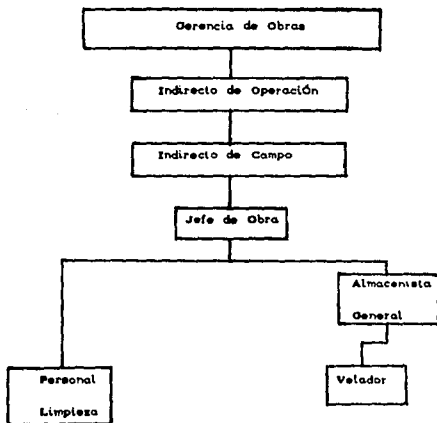 Gerencia de Obras
Indirecto de OperaciÓn
Indirecto de Campo
Jefe de Obra
Almacenista
General
Personal
Limpieza
Velador